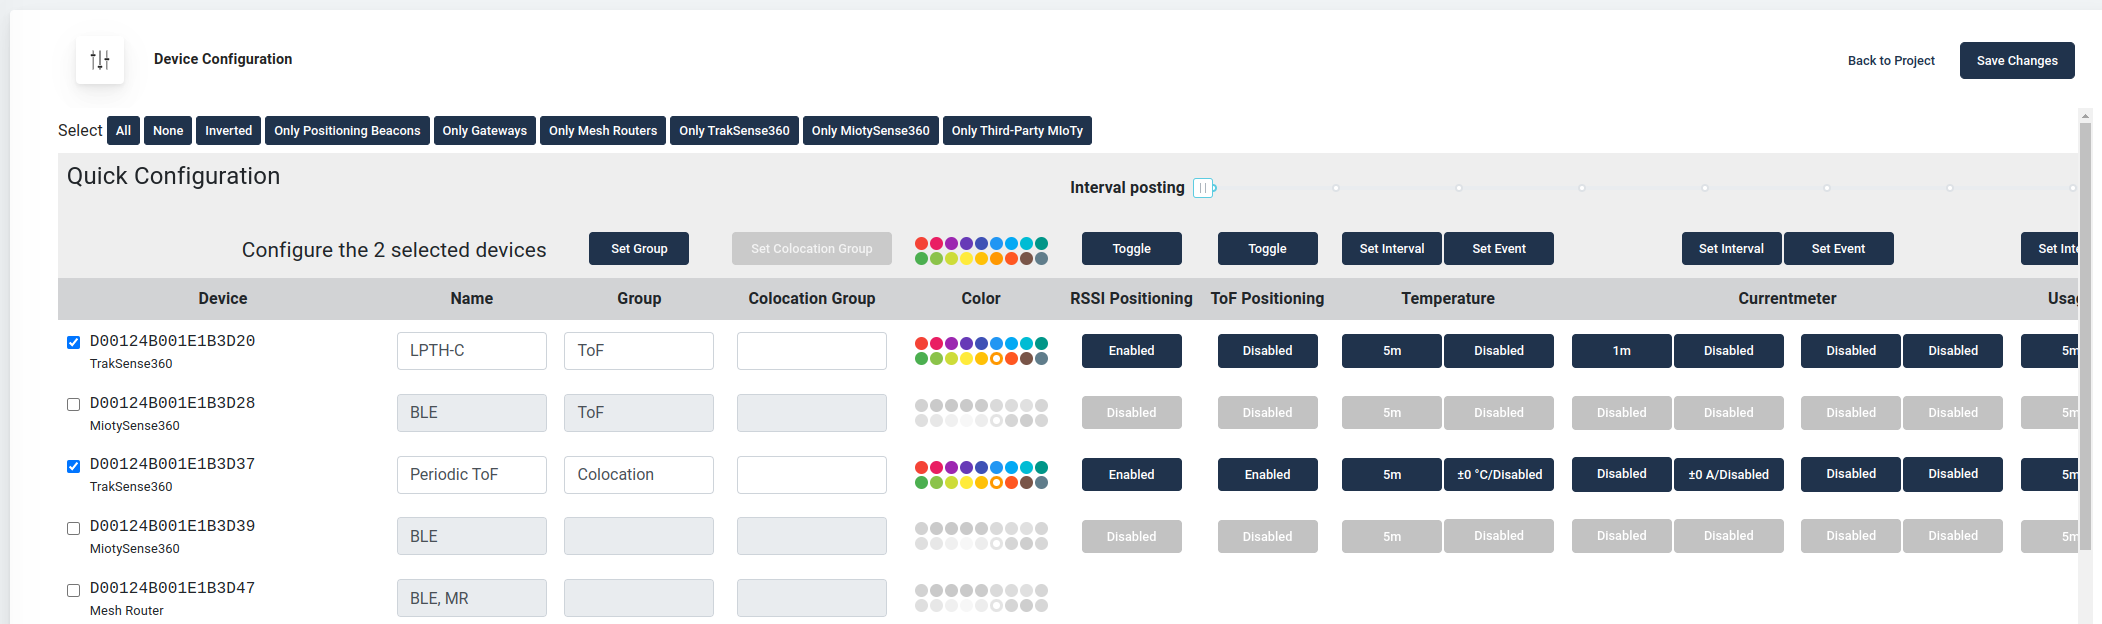 Device Configuration
Back to Project
Save Changes
Select All None Inverted Only Positioning Beacons Only Gateways Only Mesh Routers Only TrakSense360 Only MiotySense360 Only Third-Party MIoTy
Quick Configuration
Interval posting
Configure the 2 selected devices Set Group Set Colocation Group Toggle Toggle Set Interval Set Event Set Interval Set Event Set Inte
Device Name Group Colocation Group Color RSSI Positioning ToF Positioning Temperature Currentmeter Usag
D00124B001E1B3D20 LPTH-C ToF Enabled Disabled 5m Disabled 1m Disabled Disabled Disabled 5m
TrakSense360
D00124B001E1B3D28 BLE ToF Disabled Disabled 5m Disabled Disabled Disabled Disabled Disabled 5m
MiotySense360
D00124B001E1B3D37 Periodic ToF Colocation Enabled Enabled 5m ±0 °C/Disabled Disabled ±0 A/Disabled Disabled Disabled 5m
TrakSense360
D00124B001E1B3D39 BLE Disabled Disabled 5m Disabled Disabled Disabled Disabled Disabled 5m
MiotySense360
D00124B001E1B3D47 BLE, MR
Mesh Router